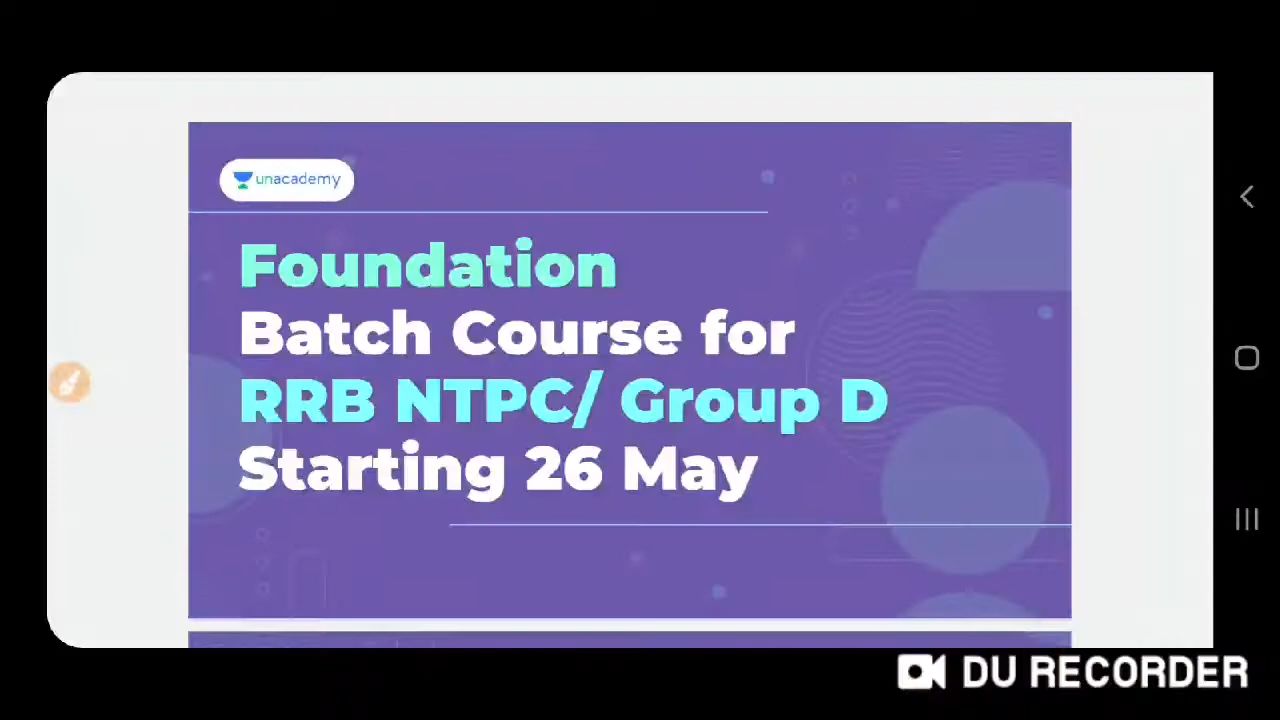 unacademy
Foundation
Batch Course for
RRB NTPC/ Group D
Starting 26 May
DU RECORDER